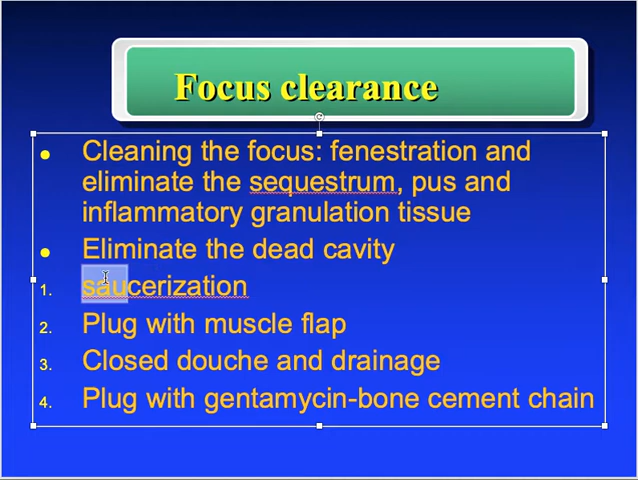 Focus clearance
● Cleaning the focus: fenestration and
eliminate the sequestrum, pus and
inflammatory granulation tissue
● Eliminate the dead cavity
1. saucerization
2. Plug with muscle flap
3. Closed douche and drainage
4. Plug with gentamycin-bone cement chain